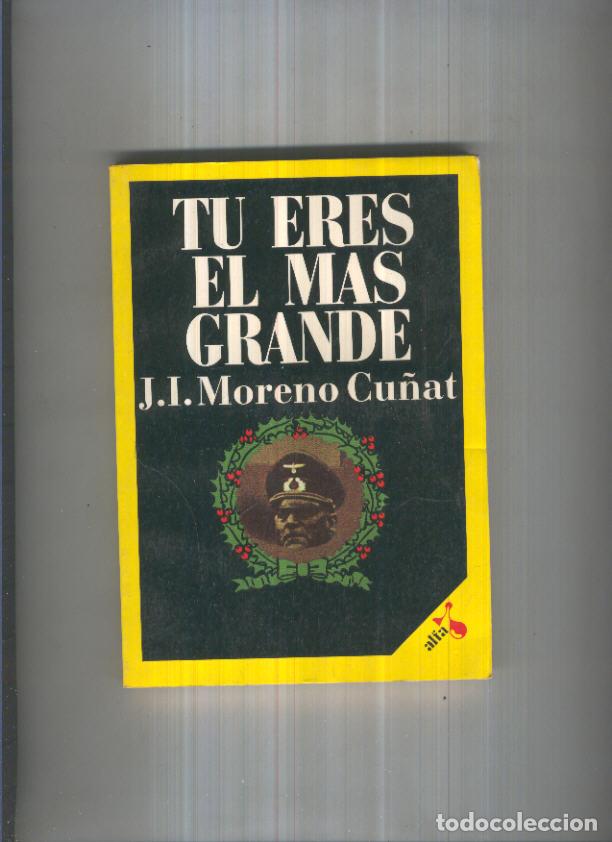 TU ERES
EL MAS
GRANDE
J.I. Moreno Cuñat
alfa
todocoleccion